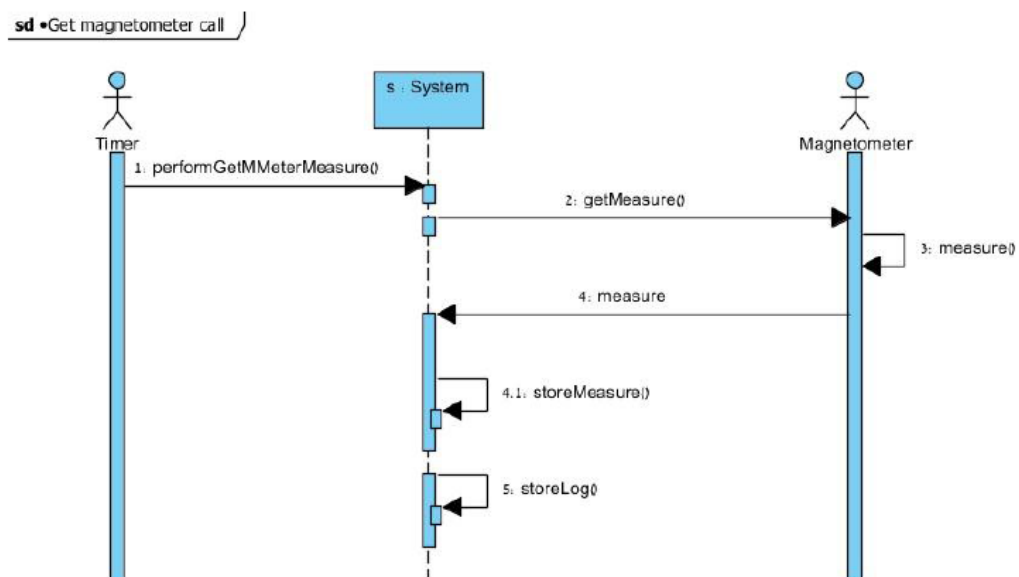 sd •Get magnetometer call
s : System
Timer
Magnetometer
1: performGetMMeterMeasure()
2: getMeasure()
3: measure()
4: measure
4.1: storeMeasure()
5: storeLog()